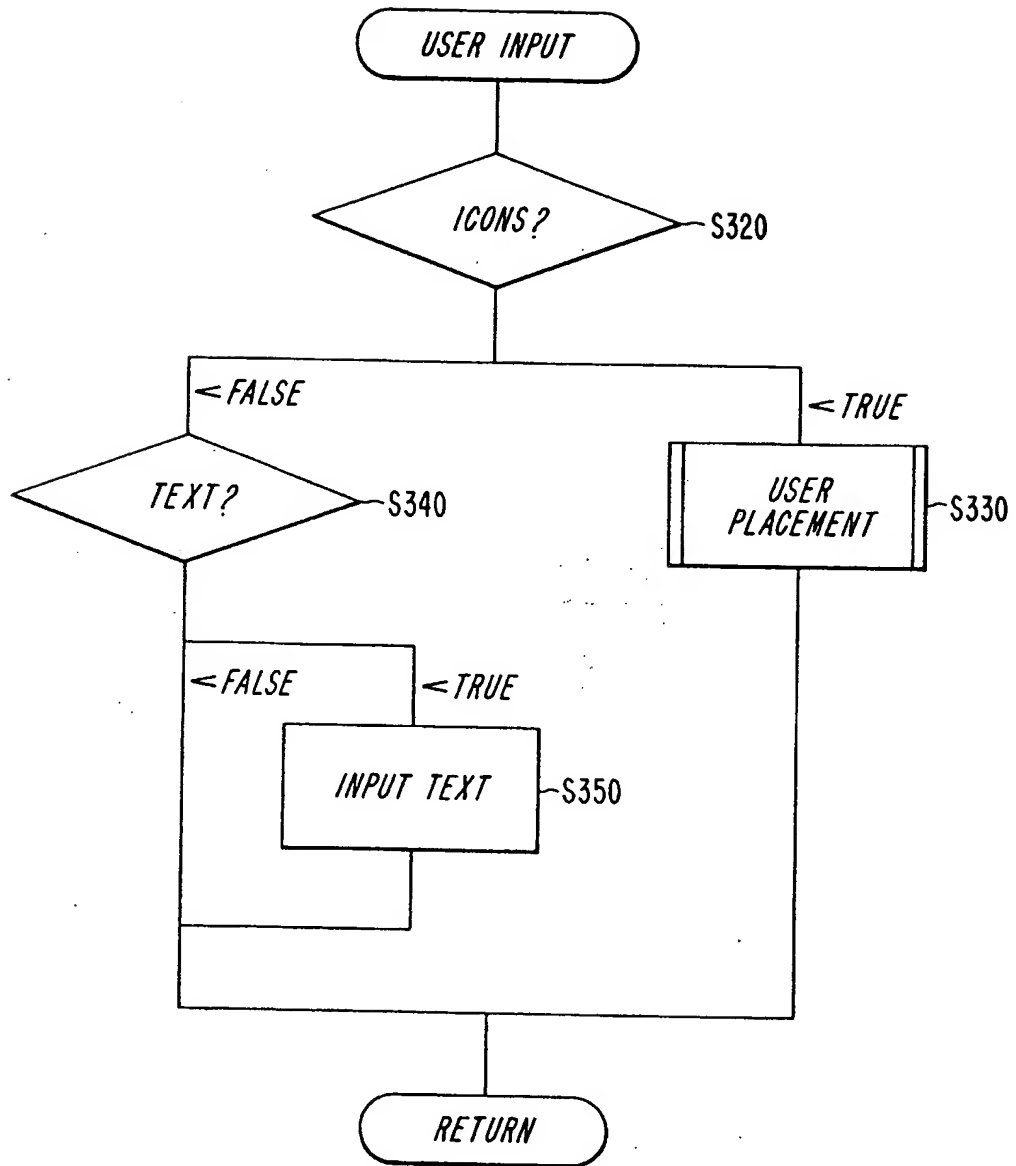 USER INPUT
ICONS?
S320
< FALSE
< TRUE
TEXT?
S340
USER
PLACEMENT
S330
< FALSE
< TRUE
INPUT TEXT
S350
RETURN